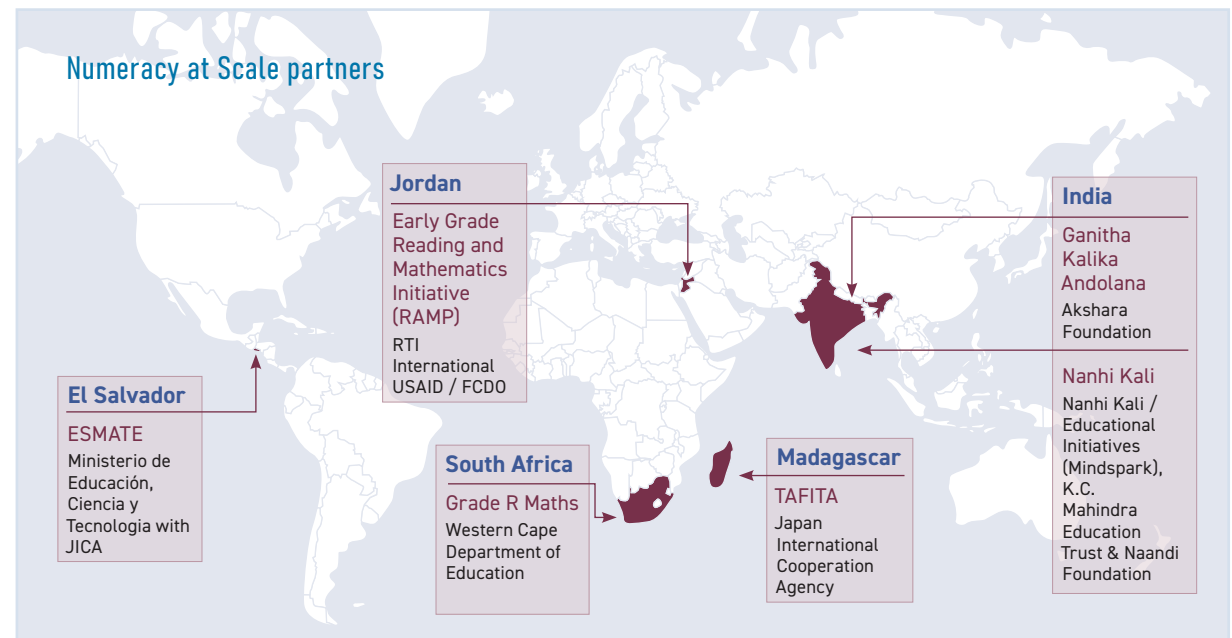 Numeracy at Scale partners
Jordan
Early Grade
Reading and
Mathematics
Initiative
(RAMP)
RTI
International
USAID / FCDO
India
Ganitha
Kalika
Andolana
Akshara
Foundation
Nanhi Kali
Nanhi Kali /
Educational
Initiatives
(Mindspark),
K.C.
Mahindra
Education
Trust & Naandi
Foundation
El Salvador
ESMATE
Ministerio de
Educación,
Ciencia y
Tecnologia with
JICA
South Africa
Grade R Maths
Western Cape
Department of
Education
Madagascar
TAFITA
Japan
International
Cooperation
Agency